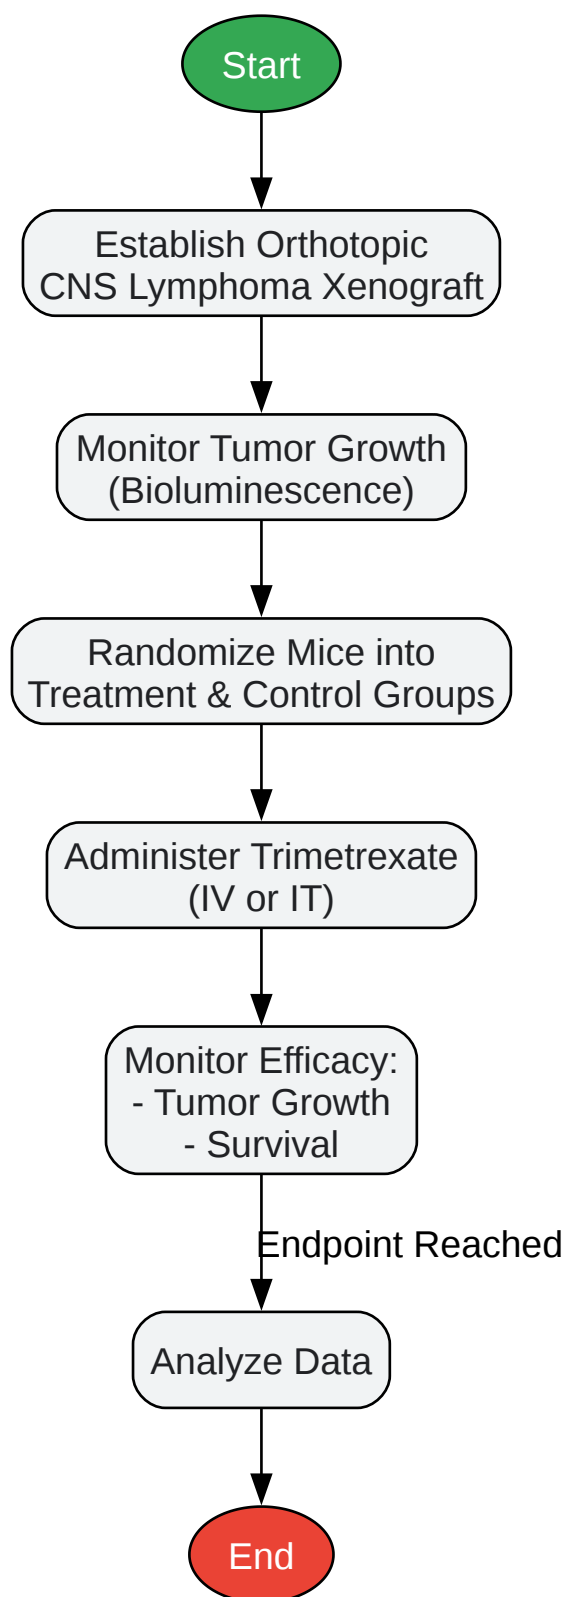 Start
Establish Orthotopic
CNS Lymphoma Xenograft
Monitor Tumor Growth
(Bioluminescence)
Randomize Mice into
Treatment & Control Groups
Administer Trimetrexate
(IV or IT)
Monitor Efficacy:
- Tumor Growth
- Survival
Endpoint Reached
Analyze Data
End